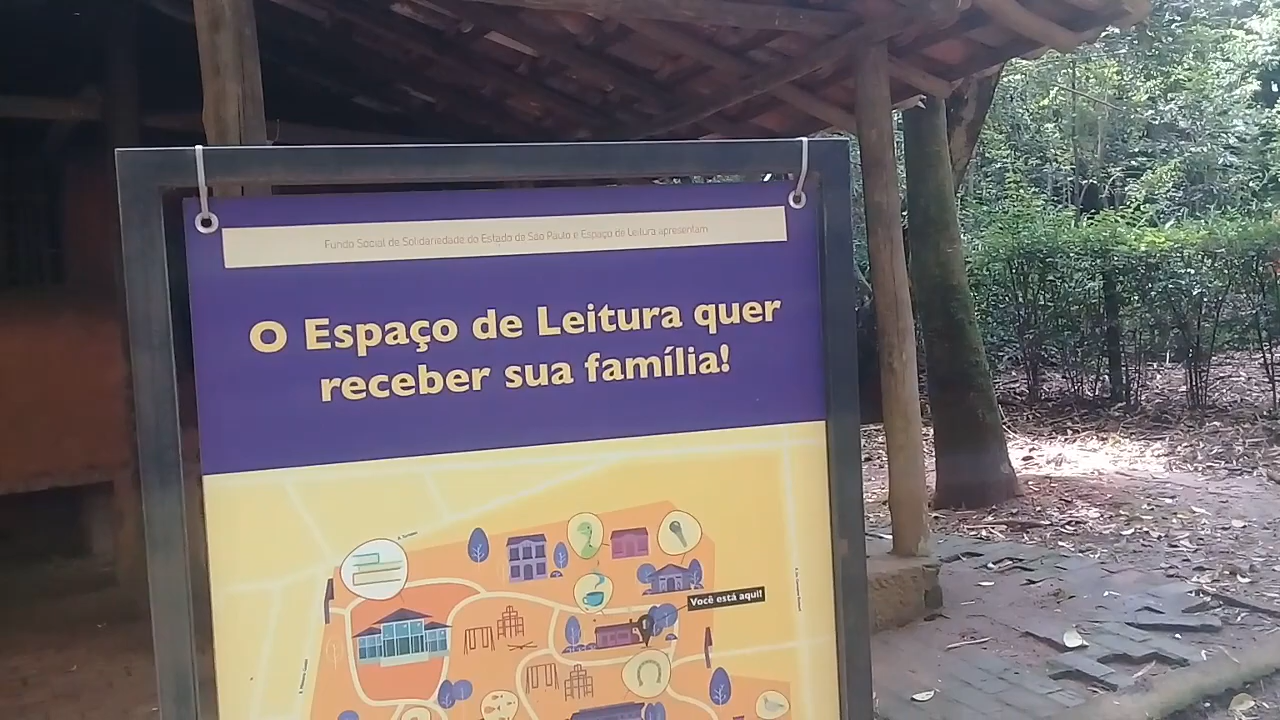 Fundo Social de Solidariedade do Estado de São Paulo e Espaço de Leitura apresentam
O Espaço de Leitura quer
receber sua família!
Você está aqui!